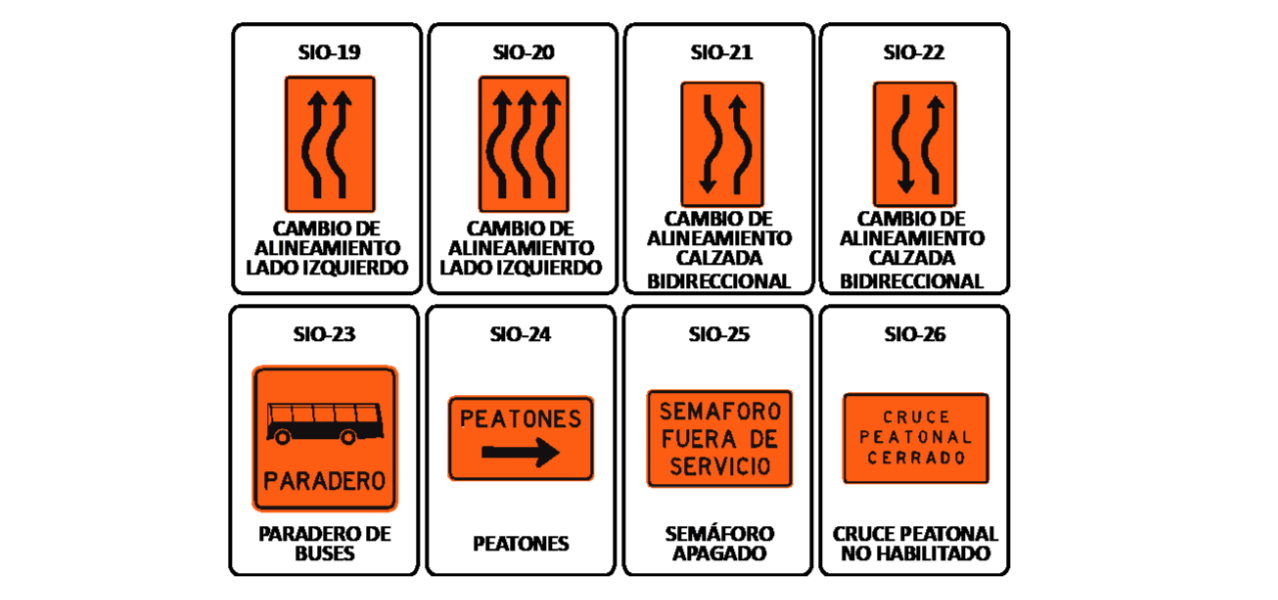 SIO-19
CAMBIO DE
ALINEAMIENTO
LADO IZQUIERDO
SIO-20
CAMBIO DE
ALINEAMIENTO
LADO IZQUIERDO
SIO-21
CAMBIO DE
ALINEAMIENTO
CALZADA
BIDIRECCIONAL
SIO-22
CAMBIO DE
ALINEAMIENTO
CALZADA
BIDIRECCIONAL
SIO-23
PARADERO
PARADERO DE
BUSES
SIO-24
PEATONES
PEATONES
SIO-25
SEMAFORO
FUERA DE
SERVICIO
SEMÁFORO
APAGADO
SIO-26
CRUCE
PEATONAL
CERRADO
CRUCE PEATONAL
NO HABILITADO